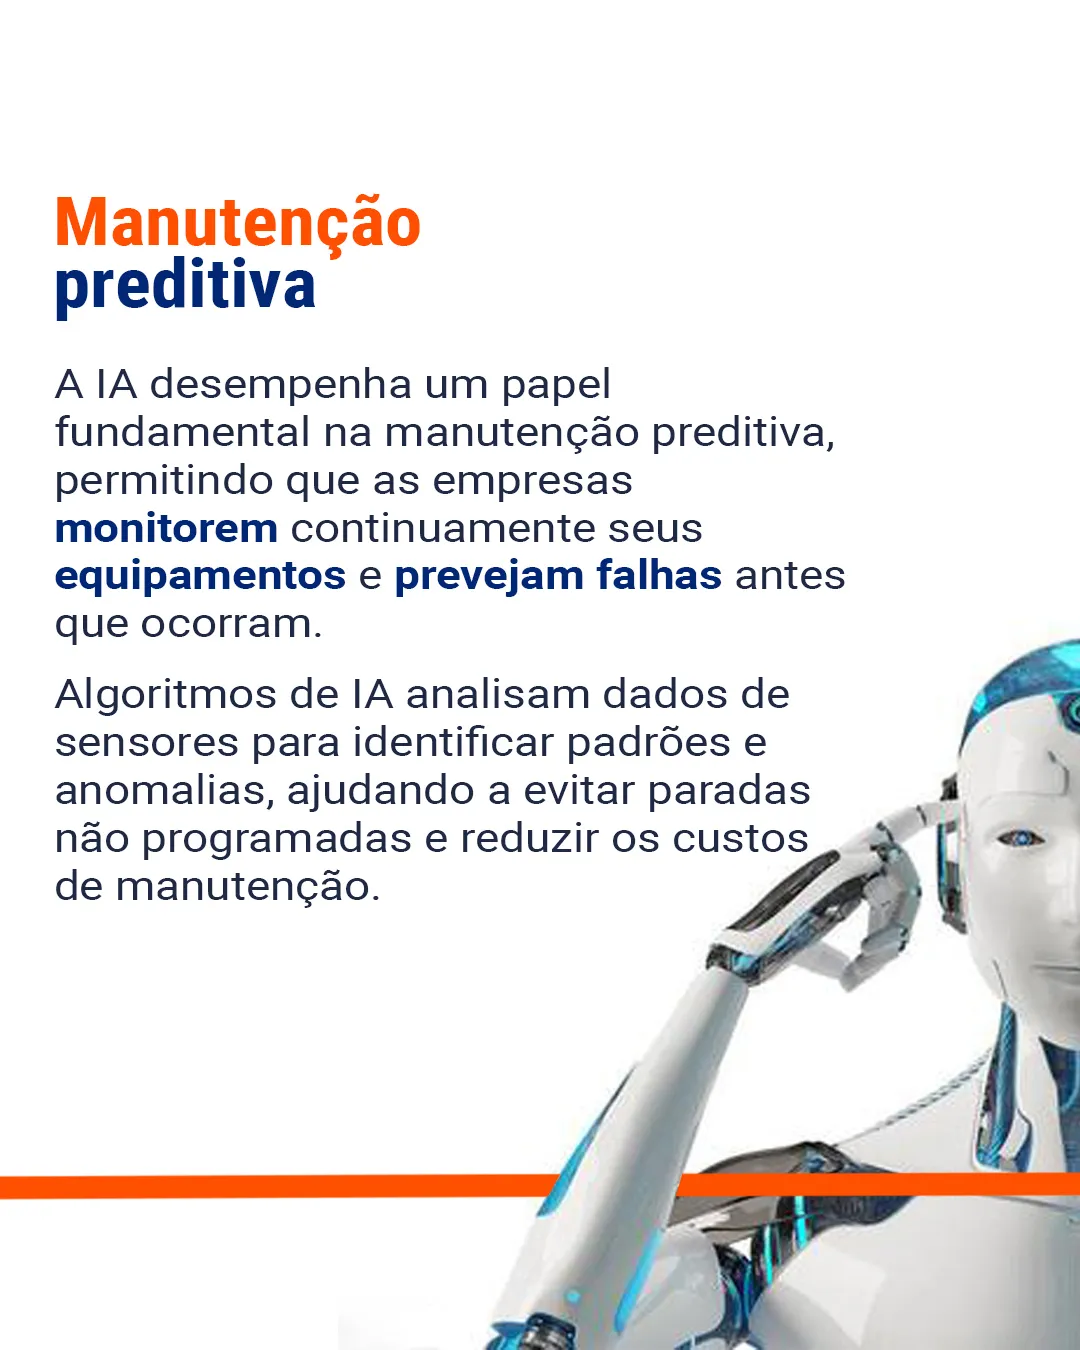 Manutenção
preditiva
A IA desempenha um papel
fundamental na manutenção preditiva,
permitindo que as empresas
monitorem continuamente seus
equipamentos e prevejam falhas antes
que ocorram.
Algoritmos de IA analisam dados de
sensores para identificar padrões e
anomalias, ajudando a evitar paradas
não programadas e reduzir os custos
de manutenção.